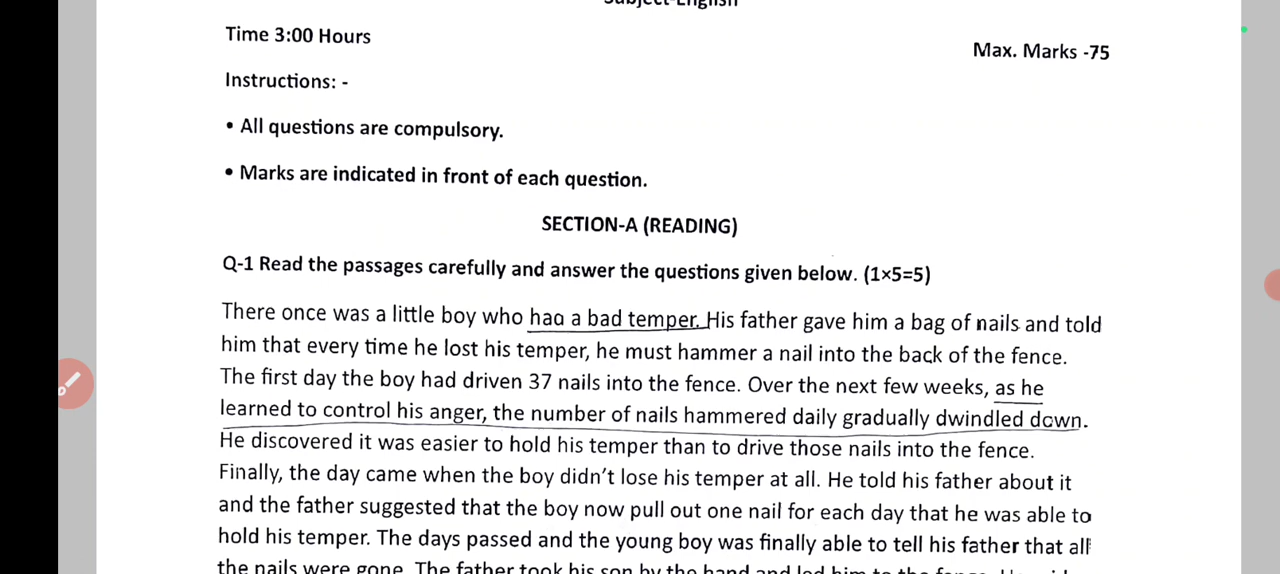 Subject-English
Time 3:00 Hours
Max. Marks -75
Instructions: -
• All questions are compulsory.
• Marks are indicated in front of each question.
SECTION-A (READING)
Q-1 Read the passages carefully and answer the questions given below. (1×5=5)
There once was a little boy who had a bad temper. His father gave him a bag of nails and told
him that every time he lost his temper, he must hammer a nail into the back of the fence.
The first day the boy had driven 37 nails into the fence. Over the next few weeks, as he
learned to control his anger, the number of nails hammered daily gradually dwindled down.
He discovered it was easier to hold his temper than to drive those nails into the fence.
Finally, the day came when the boy didn't lose his temper at all. He told his father about it
and the father suggested that the boy now pull out one nail for each day that he was able to
hold his temper. The days passed and the young boy was finally able to tell his father that all
the nails were gone. The father took his son by the hand and led him to the fence.